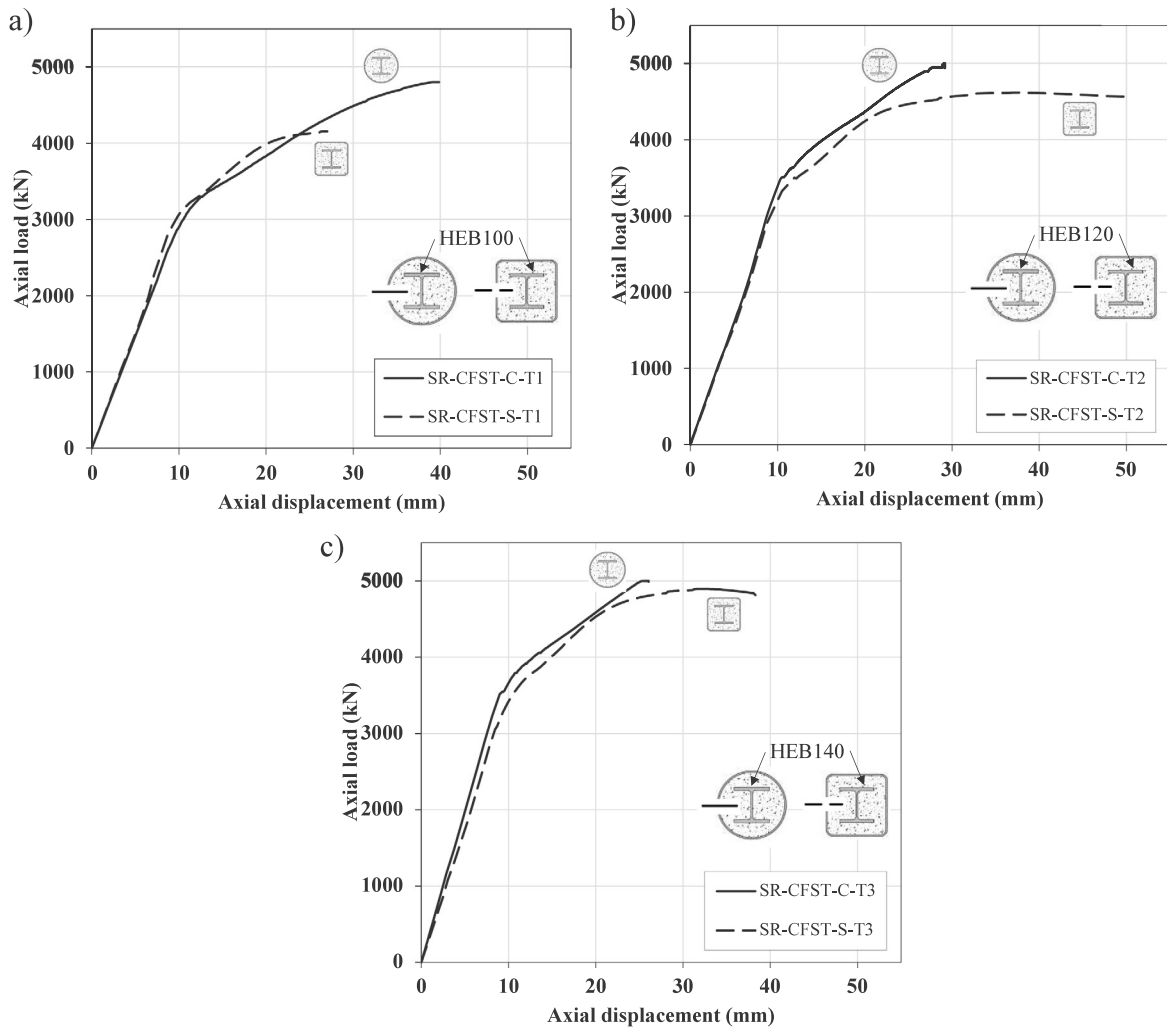 a)
5000
4000
3000
2000
1000
0
Axial load (kN)
HEB100
SR-CFST-C-T1
SR-CFST-S-T1
0 10 20 30 40 50
Axial displacement (mm)
b)
5000
4000
3000
2000
1000
0
Axial load (kN)
HEB120
SR-CFST-C-T2
SR-CFST-S-T2
0 10 20 30 40 50
Axial displacement (mm)
c)
5000
4000
3000
2000
1000
0
Axial load (kN)
HEB140
SR-CFST-C-T3
SR-CFST-S-T3
0 10 20 30 40 50
Axial displacement (mm)